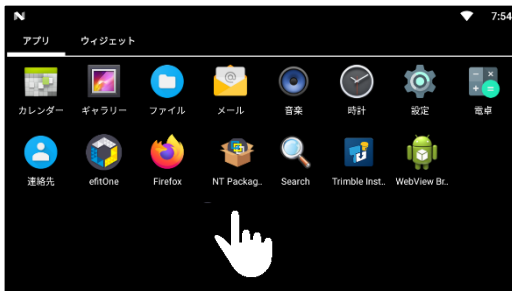 N 7:54
アプリ ウィジェット
カレンダー ギャラリー ファイル メール 音楽 時計 設定 電卓
連絡先 efitOne Firefox NT Packag.. Search Trimble Inst.. WebView Br..